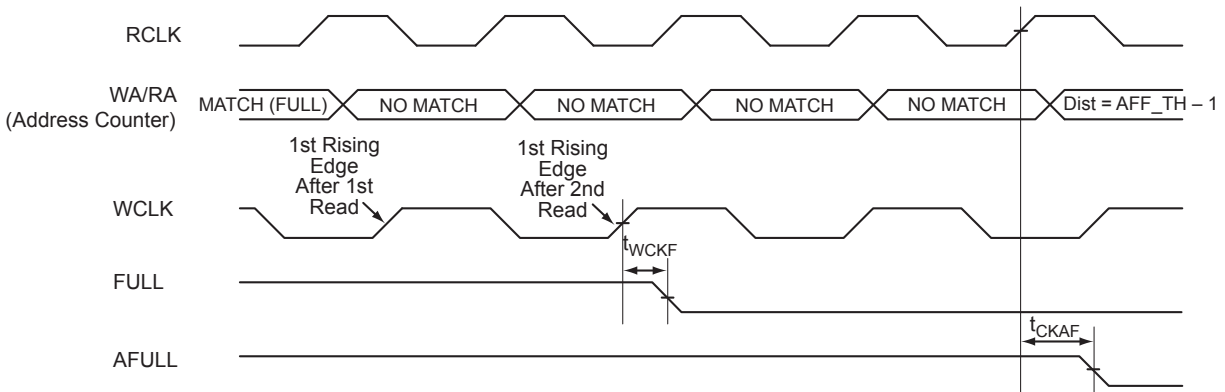 RCLK
WA/RA
(Address Counter)
MATCH (FULL)
NO MATCH
NO MATCH
NO MATCH
NO MATCH
Dist = AFF_TH – 1
1st Rising
Edge
After 1st
Read
1st Rising
Edge
After 2nd
Read
WCLK
tWCKF
FULL
tCKAF
AFULL